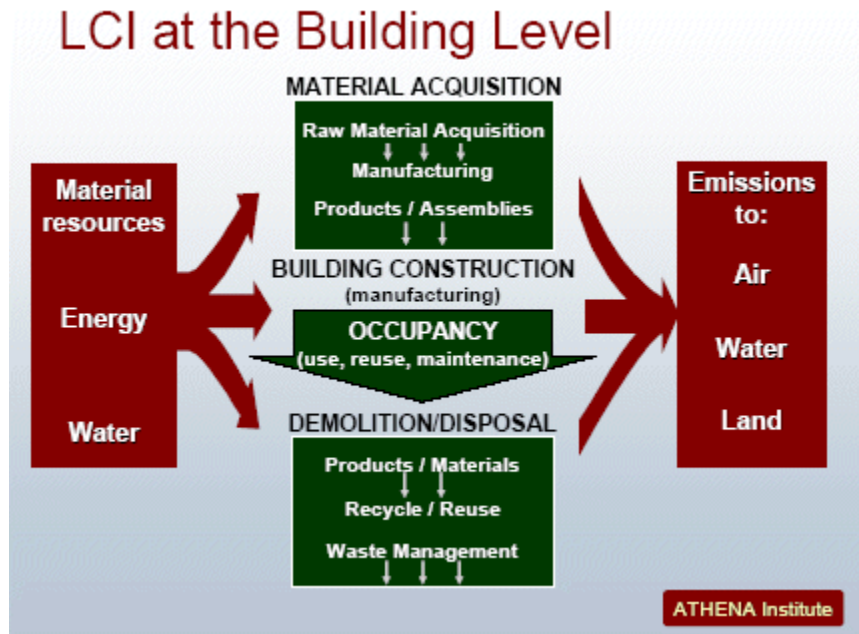 LCI at the Building Level
MATERIAL ACQUISITION
Raw Material Acquisition
Manufacturing
Products / Assemblies
Material
resources
Energy
Water
BUILDING CONSTRUCTION
(manufacturing)
OCCUPANCY
(use, reuse, maintenance)
DEMOLITION/DISPOSAL
Products / Materials
Recycle / Reuse
Waste Management
Emissions
to:
Air
Water
Land
ATHENA Institute